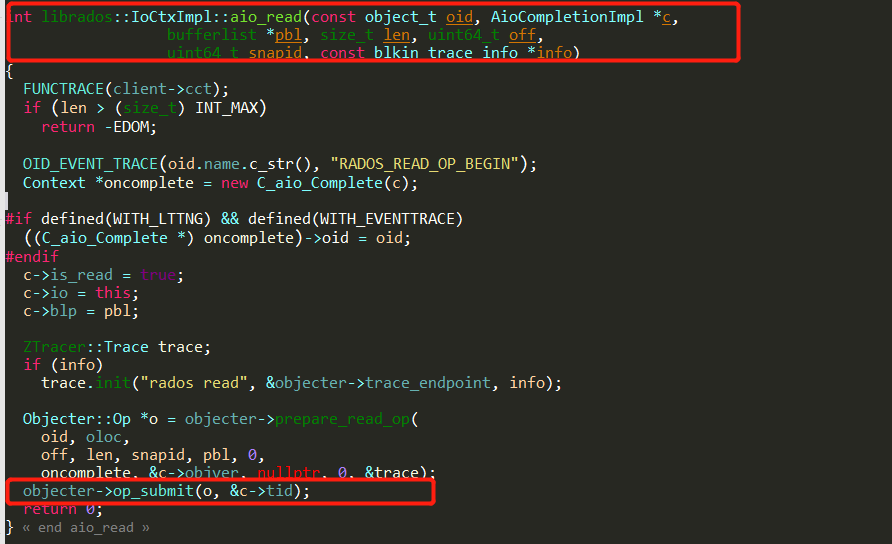 int librados::IoCtxImpl::aio_read(const object_t oid, AioCompletionImpl *c,
bufferlist *pbl, size_t len, uint64_t off,
uint64_t snapid, const blkin_trace_info *info)
{
FUNCTRACE(client->cct);
if (len > (size_t) INT_MAX)
return -EDOM;
OID_EVENT_TRACE(oid.name.c_str(), "RADOS_READ_OP_BEGIN");
Context *oncomplete = new C_aio_Complete(c);
#if defined(WITH_LTTNG) && defined(WITH_EVENTTRACE)
((C_aio_Complete *) oncomplete)->oid = oid;
#endif
c->is_read = true;
c->io = this;
c->blp = pbl;
ZTracer::Trace trace;
if (info)
trace.init("rados read", &objecter->trace_endpoint, info);
Objecter::Op *o = objecter->prepare_read_op(
oid, oloc,
off, len, snapid, pbl, 0,
oncomplete, &c->objver, nullptr, 0, &trace);
objecter->op_submit(o, &c->tid);
return 0;
} « end aio_read »